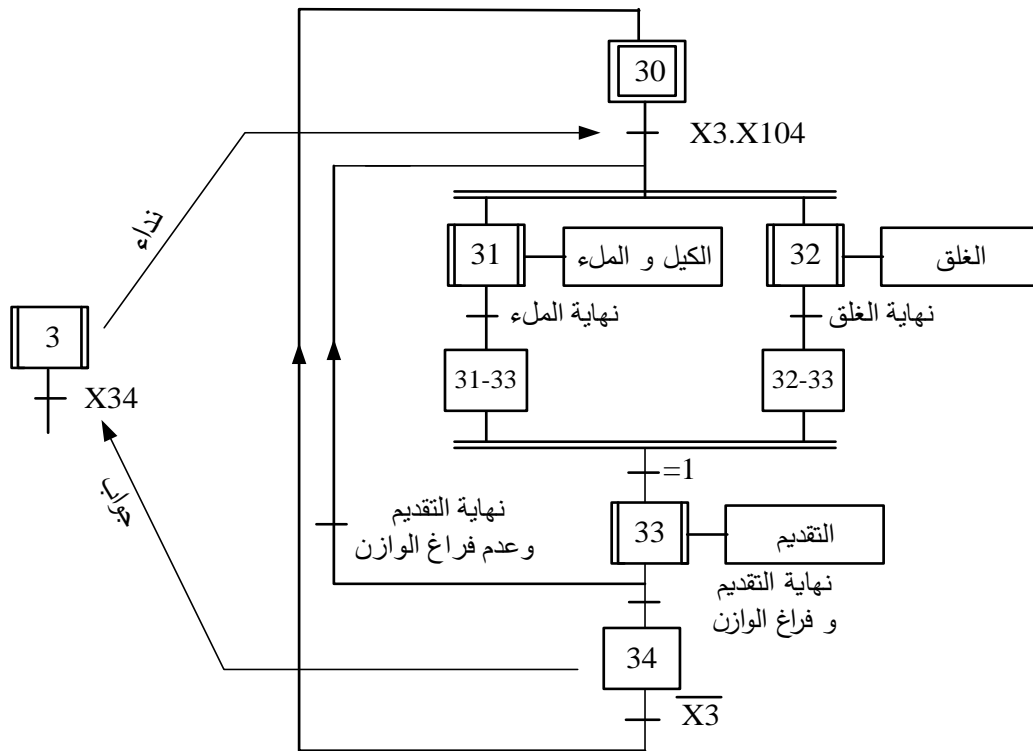 30
X3.X104
نداء
31
الكيل و الملء
32
الغلق
نهاية الملء
نهاية الغلق
3
X34
31-33
32-33
جواب
=1
نهاية التقديم
وعدم فراغ الوازن
33
التقديم
نهاية التقديم
و فراغ الوازن
34
X̅3̅